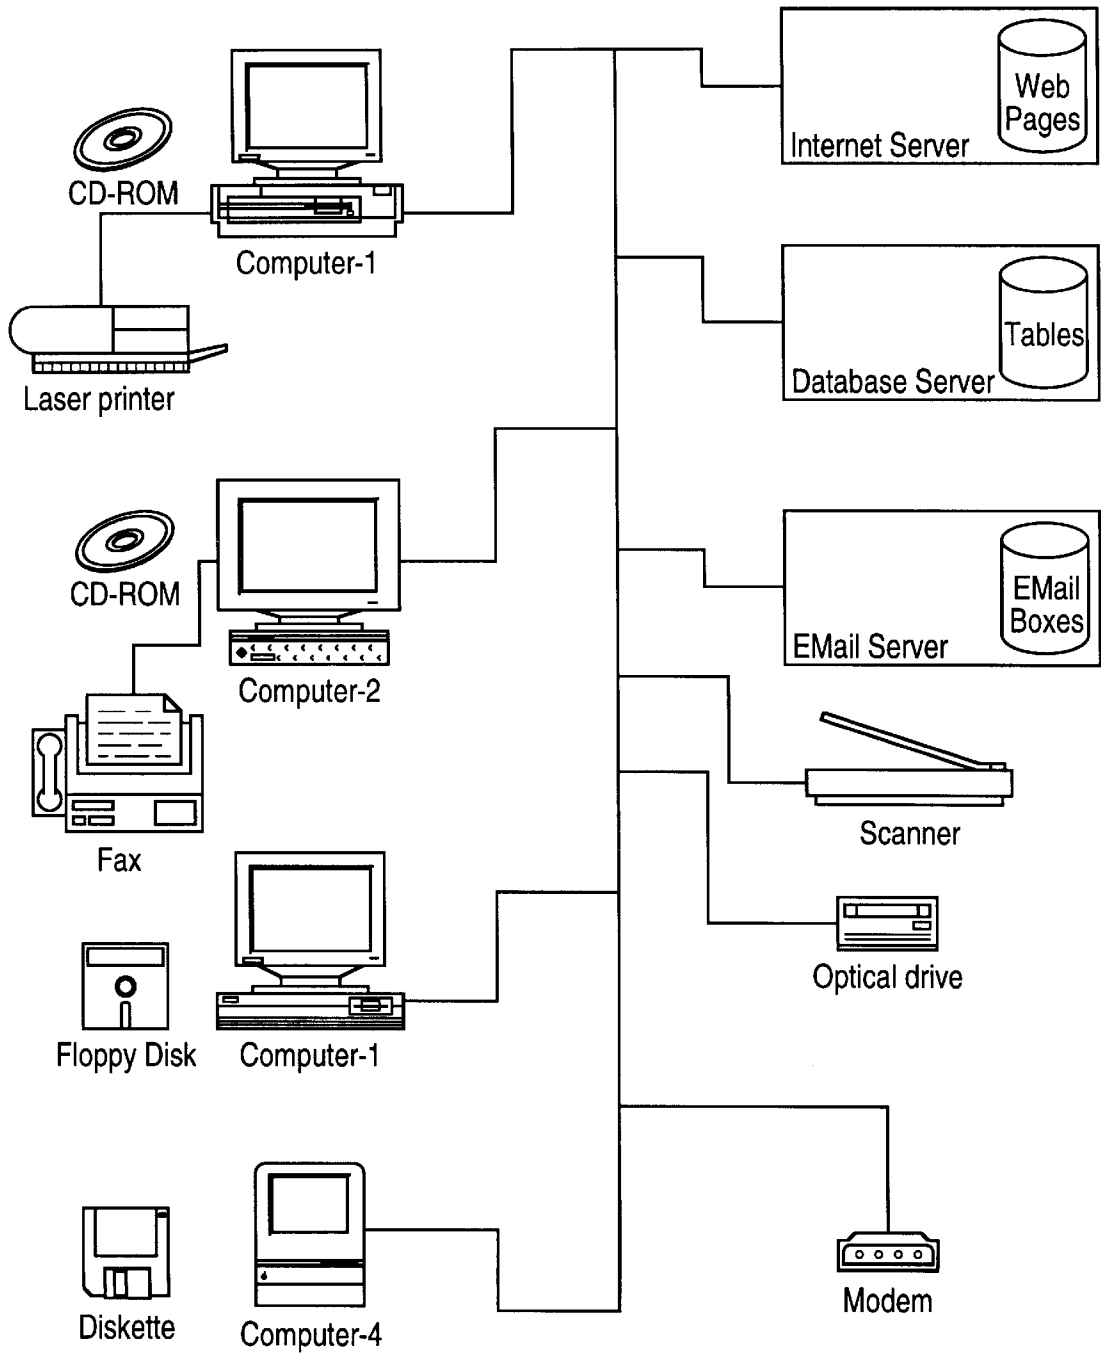 Web
Pages
Internet Server
CD-ROM
Computer-1
Laser printer
Tables
Database Server
CD-ROM
Computer-2
Fax
EMail
Boxes
EMail Server
Scanner
Optical drive
Floppy Disk
Computer-1
Diskette
Computer-4
Modem